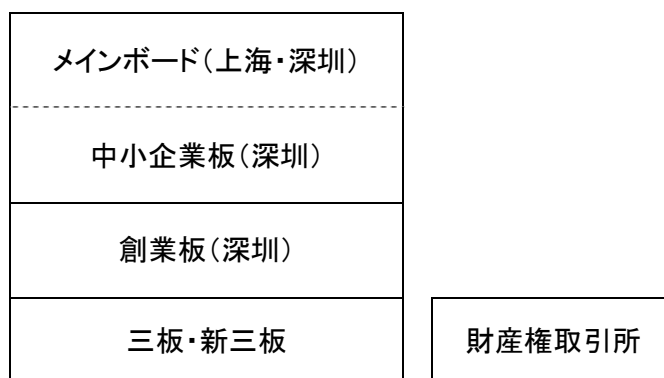 メインボード（上海・深圳）
中小企業板（深圳）
創業板（深圳）
三板・新三板
財産権取引所